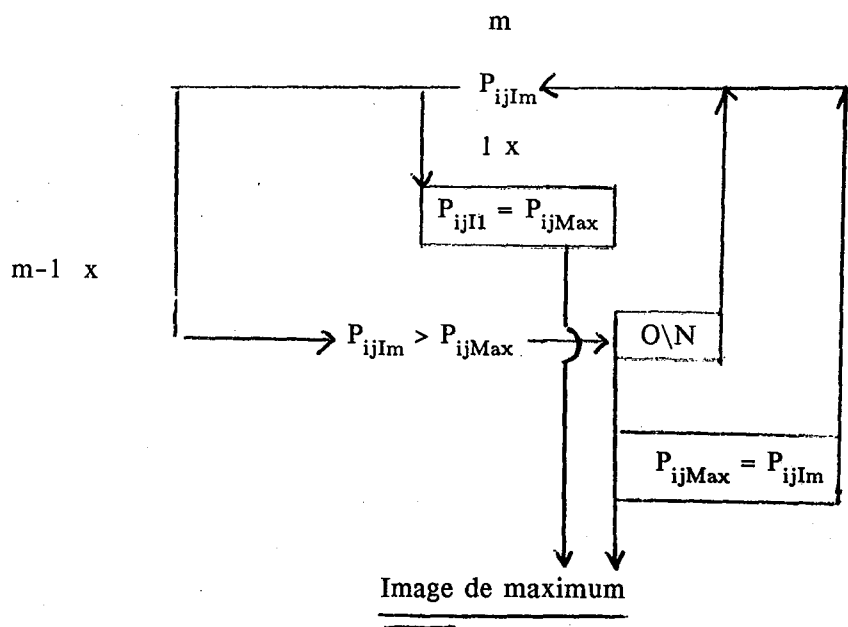 m
P_ijIm
1 x
P_ijI1 = P_ijMax
m-1 x
P_ijIm > P_ijMax
O\N
P_ijMax = P_ijIm
Image de maximum